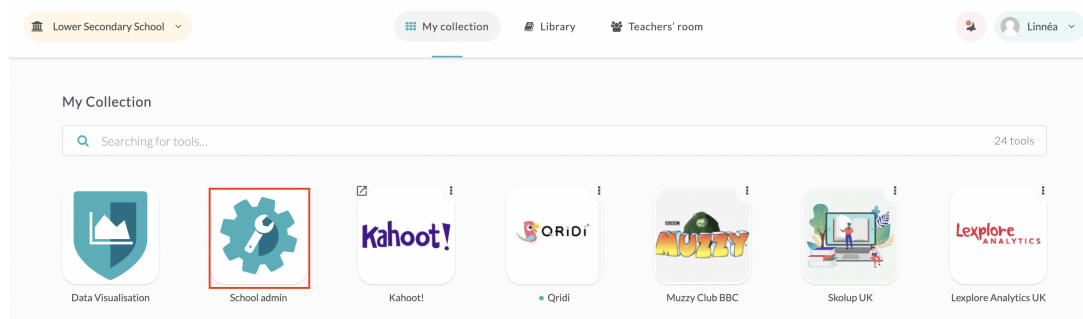 Lower Secondary School
My collection
Library
Teachers' room
Linnéa
My Collection
Searching for tools...
24 tools
Kahoot!
QRIDI
BBC
MUZZY
Lexplore
ANALYTICS
Data Visualisation
School admin
Kahoot!
Qridi
Muzzy Club BBC
Skolup UK
Lexplore Analytics UK